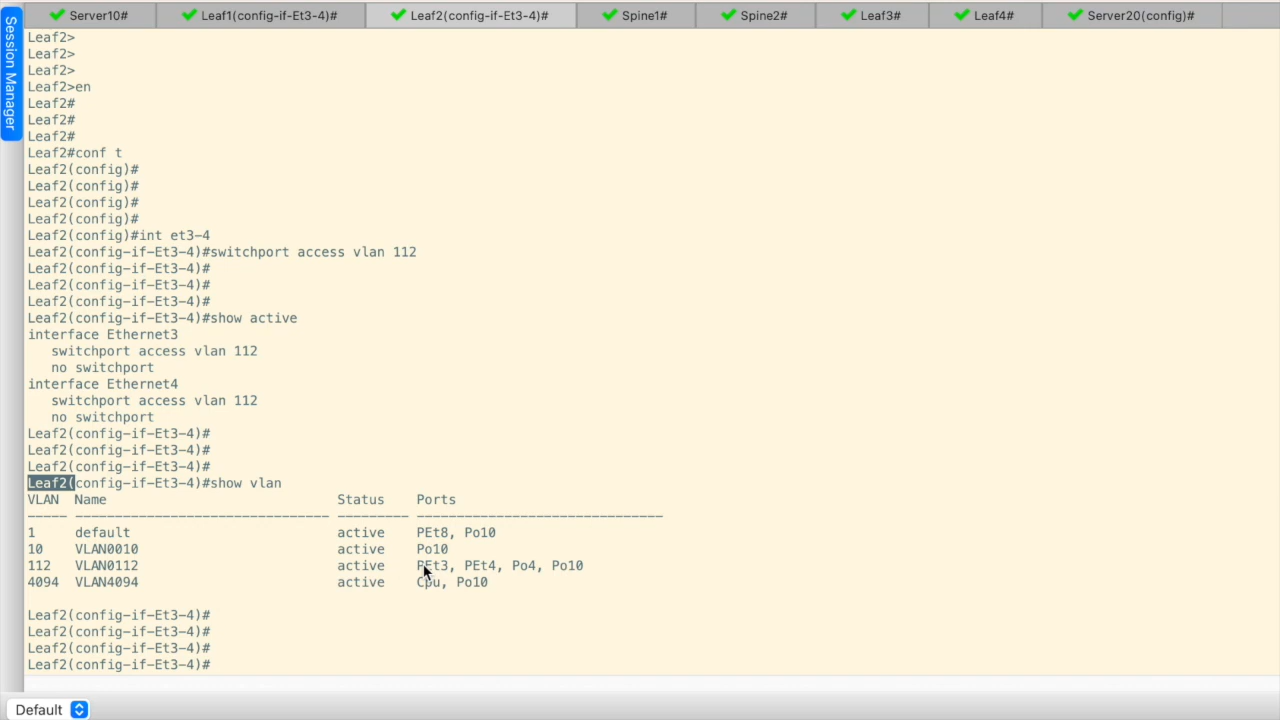 Server10# Leaf1(config-if-Et3-4)# Leaf2(config-if-Et3-4)# Spine1# Spine2# Leaf3# Leaf4# Server20(config)#
Session Manager
Leaf2>
Leaf2>
Leaf2>
Leaf2>en
Leaf2#
Leaf2#
Leaf2#
Leaf2#conf t
Leaf2(config)#
Leaf2(config)#
Leaf2(config)#
Leaf2(config)#
Leaf2(config)#int et3-4
Leaf2(config-if-Et3-4)#switchport access vlan 112
Leaf2(config-if-Et3-4)#
Leaf2(config-if-Et3-4)#
Leaf2(config-if-Et3-4)#
Leaf2(config-if-Et3-4)#show active
interface Ethernet3
   switchport access vlan 112
   no switchport
interface Ethernet4
   switchport access vlan 112
   no switchport
Leaf2(config-if-Et3-4)#
Leaf2(config-if-Et3-4)#
Leaf2(config-if-Et3-4)#
Leaf2(config-if-Et3-4)#show vlan
VLAN  Name                             Status    Ports
----- -------------------------------- --------- -------------------------------
1     default                          active    PEt8, Po10
10    VLAN0010                         active    Po10
112   VLAN0112                         active    PEt3, PEt4, Po4, Po10
4094  VLAN4094                         active    Cpu, Po10
Leaf2(config-if-Et3-4)#
Leaf2(config-if-Et3-4)#
Leaf2(config-if-Et3-4)#
Leaf2(config-if-Et3-4)#
Default